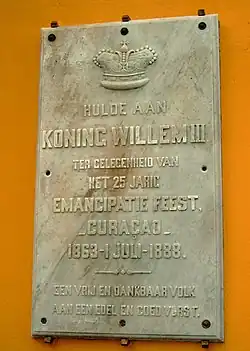 HULDE AAN
KONING WILLEM III
TER GELEGENHEID VAN
HET 25 JARIG
EMANCIPATIE FEEST,
CURAÇAO
1863-1 JULI-1888.
EEN VRIJ EN DANKBAAR VOLK
AAN EEN EDEL EN GOED VORST.